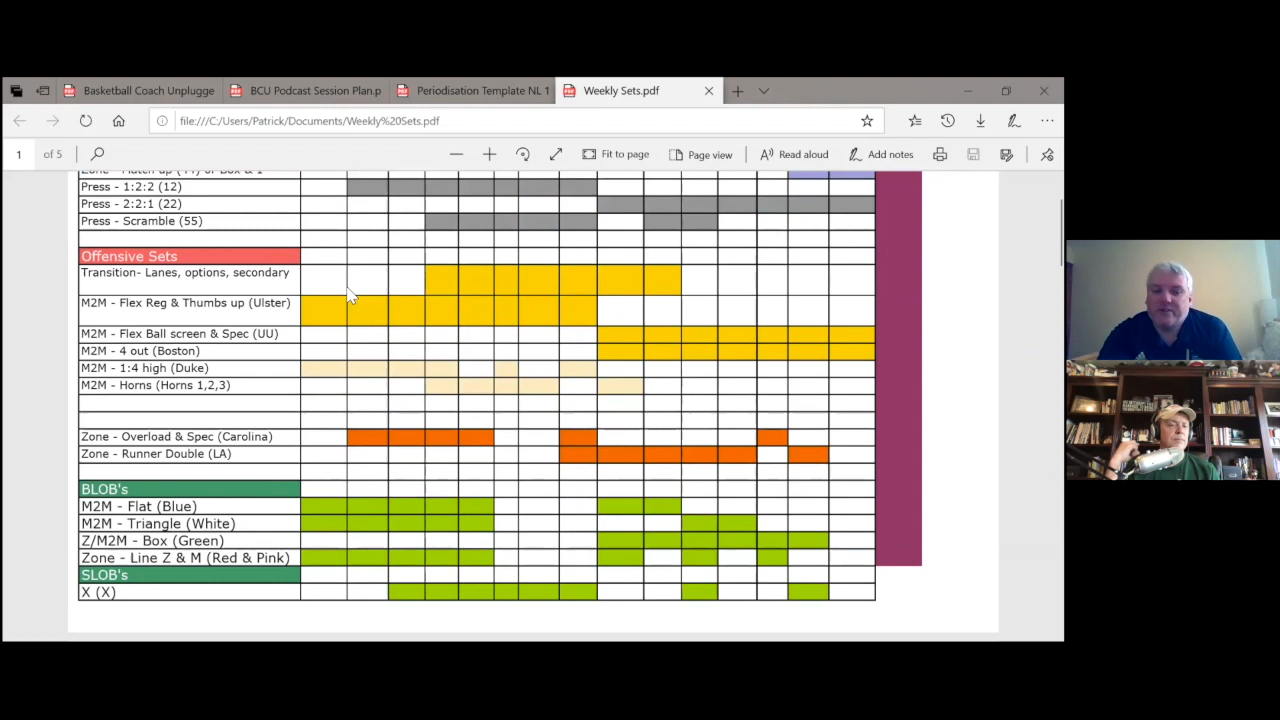 Basketball Coach Unplugge
BCU Podcast Session Plan.p
Periodisation Template NL 1
Weekly Sets.pdf
file:///C:/Users/Patrick/Documents/Weekly%20Sets.pdf
1 of 5
Fit to page
Page view
Read aloud
Add notes
Press - 1:2:2 (12)
Press - 2:2:1 (22)
Press - Scramble (55)
Offensive Sets
Transition- Lanes, options, secondary
M2M - Flex Reg & Thumbs up (Ulster)
M2M - Flex Ball screen & Spec (UU)
M2M - 4 out (Boston)
M2M - 1:4 high (Duke)
M2M - Horns (Horns 1,2,3)
Zone - Overload & Spec (Carolina)
Zone - Runner Double (LA)
BLOB's
M2M - Flat (Blue)
M2M - Triangle (White)
Z/M2M - Box (Green)
Zone - Line Z & M (Red & Pink)
SLOB's
X (X)